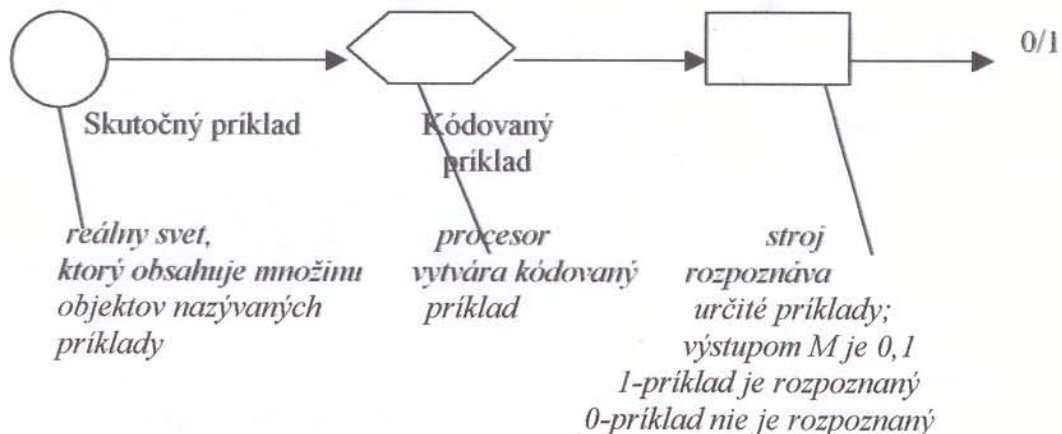 0/1
Skutočný príklad
Kódovaný
príklad
reálny svet,
ktorý obsahuje množinu
objektov nazývaných
príklady
procesor
vytvára kódovaný
príklad
stroj
rozpoznáva
určité príklady;
výstupom M je 0,1
1-príklad je rozpoznaný
0-príklad nie je rozpoznaný